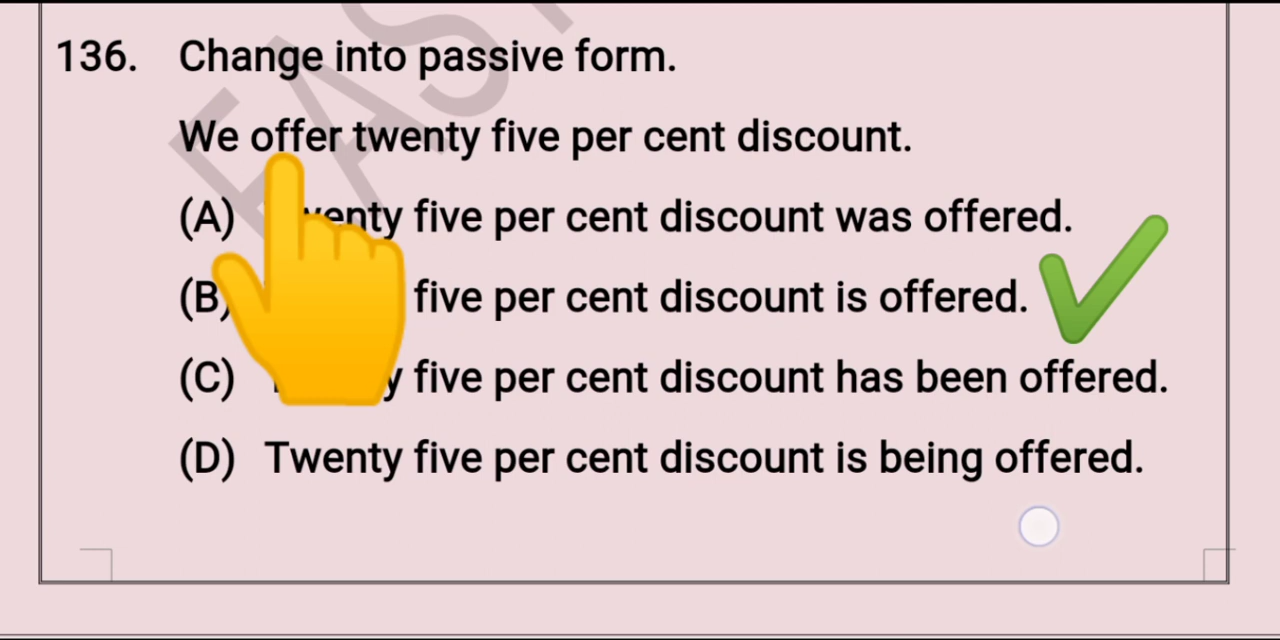 136. Change into passive form.
We offer twenty five per cent discount.
(A) five per cent discount was offered.
(B) five per cent discount is offered.
(C) five per cent discount has been offered.
(D) Twenty five per cent discount is being offered.